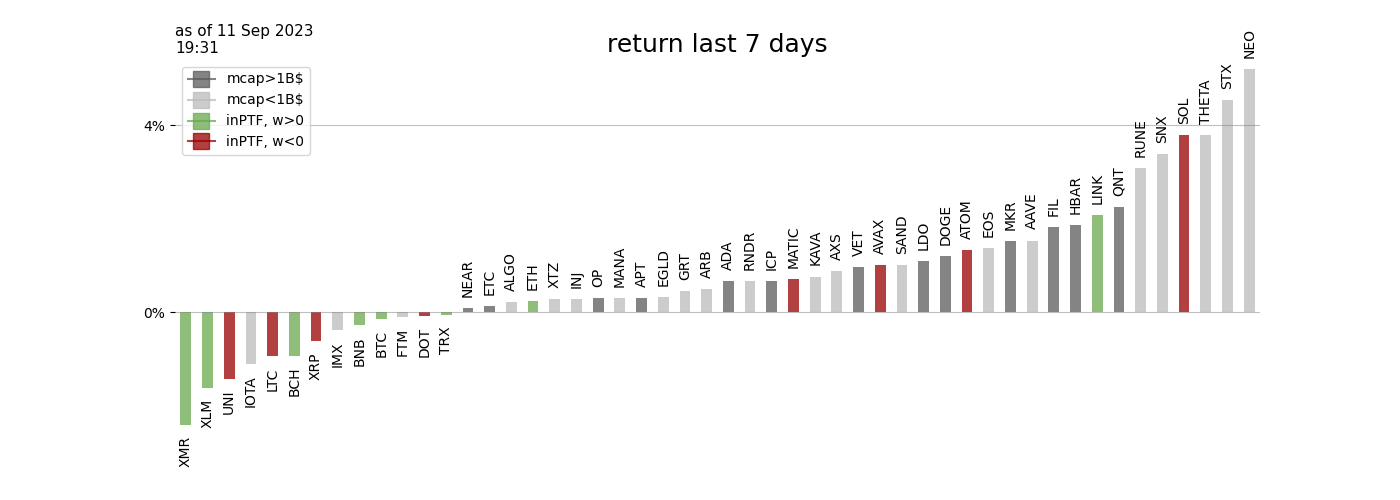 as of 11 Sep 2023
19:31
return last 7 days
mcap>1B$
mcap<1B$
inPTF, w>0
inPTF, w<0
4%
0%
XMR
XLM
UNI
IOTA
LTC
BCH
XRP
IMX
BNB
BTC
FTM
DOT
TRX
NEAR
ETC
ALGO
ETH
XTZ
INJ
OP
MANA
APT
EGLD
GRT
ARB
ADA
RNDR
ICP
MATIC
KAVA
AXS
VET
AVAX
SAND
LDO
DOGE
ATOM
EOS
MKR
AAVE
FIL
HBAR
LINK
QNT
RUNE
SNX
SOL
THETA
STX
NEO